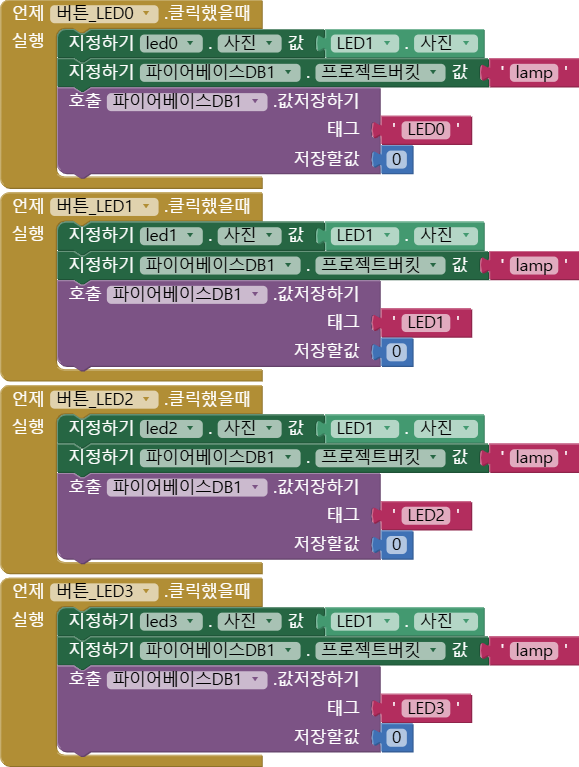 언제 버튼_LED0 .클릭했을때
실행 지정하기 led0 . 사진 값 LED1 . 사진
지정하기 파이어베이스DB1 . 프로젝트버킷 값 ' lamp '
호출 파이어베이스DB1 .값저장하기
태그 ' LED0 '
저장할값 0
언제 버튼_LED1 .클릭했을때
실행 지정하기 led1 . 사진 값 LED1 . 사진
지정하기 파이어베이스DB1 . 프로젝트버킷 값 ' lamp '
호출 파이어베이스DB1 .값저장하기
태그 ' LED1 '
저장할값 0
언제 버튼_LED2 .클릭했을때
실행 지정하기 led2 . 사진 값 LED1 . 사진
지정하기 파이어베이스DB1 . 프로젝트버킷 값 ' lamp '
호출 파이어베이스DB1 .값저장하기
태그 ' LED2 '
저장할값 0
언제 버튼_LED3 .클릭했을때
실행 지정하기 led3 . 사진 값 LED1 . 사진
지정하기 파이어베이스DB1 . 프로젝트버킷 값 ' lamp '
호출 파이어베이스DB1 .값저장하기
태그 ' LED3 '
저장할값 0